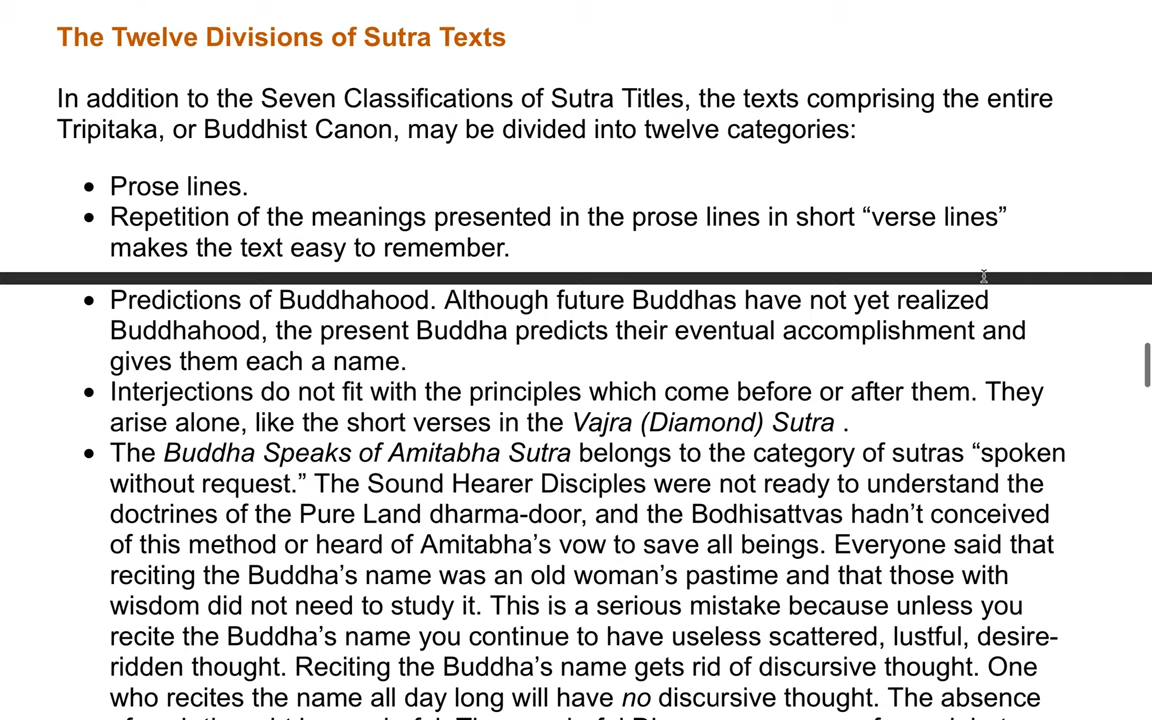 The Twelve Divisions of Sutra Texts
In addition to the Seven Classifications of Sutra Titles, the texts comprising the entire
Tripitaka, or Buddhist Canon, may be divided into twelve categories:
• Prose lines.
• Repetition of the meanings presented in the prose lines in short “verse lines”
makes the text easy to remember.
• Predictions of Buddhahood. Although future Buddhas have not yet realized
Buddhahood, the present Buddha predicts their eventual accomplishment and
gives them each a name.
• Interjections do not fit with the principles which come before or after them. They
arise alone, like the short verses in the Vajra (Diamond) Sutra .
• The Buddha Speaks of Amitabha Sutra belongs to the category of sutras “spoken
without request.” The Sound Hearer Disciples were not ready to understand the
doctrines of the Pure Land dharma-door, and the Bodhisattvas hadn’t conceived
of this method or heard of Amitabha’s vow to save all beings. Everyone said that
reciting the Buddha’s name was an old woman’s pastime and that those with
wisdom did not need to study it. This is a serious mistake because unless you
recite the Buddha’s name you continue to have useless scattered, lustful, desire-
ridden thought. Reciting the Buddha’s name gets rid of discursive thought. One
who recites the name all day long will have no discursive thought. The absence